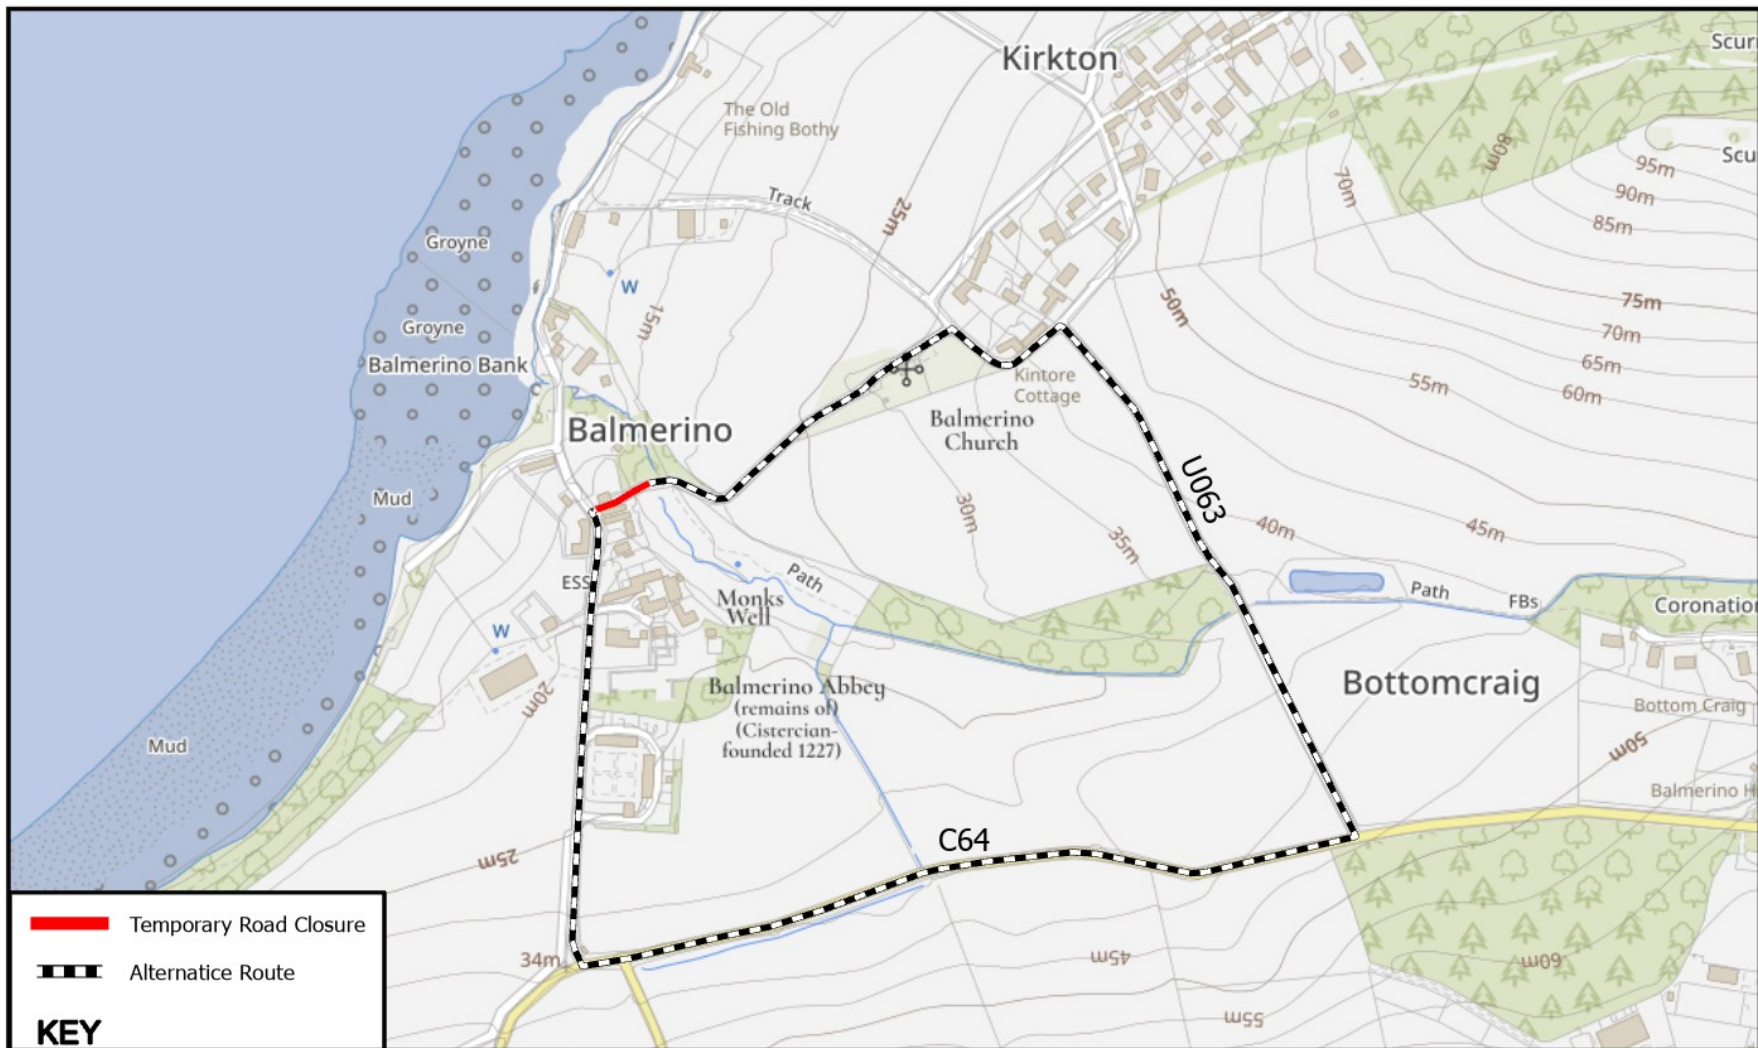 Kirkton
Scur
The Old
Fishing Bothy
80m
Scu
95m
70m
90m
Track
25m
85m
Groyne
W
50m
75m
15m
Groyne
70m
Balmerino Bank
65m
Kintore
Cottage
55m
60m
Balmerino
Balmerino
Church
U063
Mud
30m
40m
45m
35m
ESS
Path
Path
FBs
Monks
Well
Coronation
W
Balmerino Abbey
(remains of)
(Cistercian-
founded 1227)
20m
Bottomcraig
Bottom Craig
50m
Mud
Balmerino H
C64
25m
34m
45m
60m
55m
Temporary Road Closure
Alternatice Route
KEY